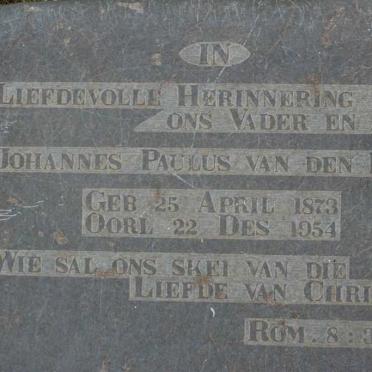 IN
LIEFDEVOLLE HERINNERING
ONS VADER EN
JOHANNES PAULUS VAN DEN
GEB 25 APRIL 1873
OORL 22 DES 1954
WIE SAL ONS SKEI VAN DIE
LIEFDE VAN CHRI
ROM. 8:3